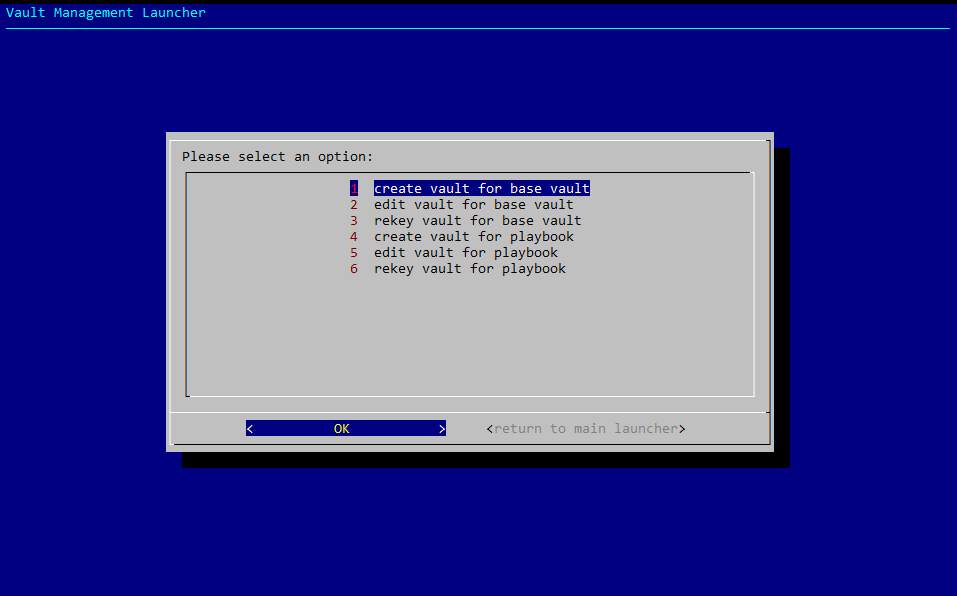 Vault Management Launcher
Please select an option:
1 create vault for base vault
2 edit vault for base vault
3 rekey vault for base vault
4 create vault for playbook
5 edit vault for playbook
6 rekey vault for playbook
< OK > <return to main launcher>